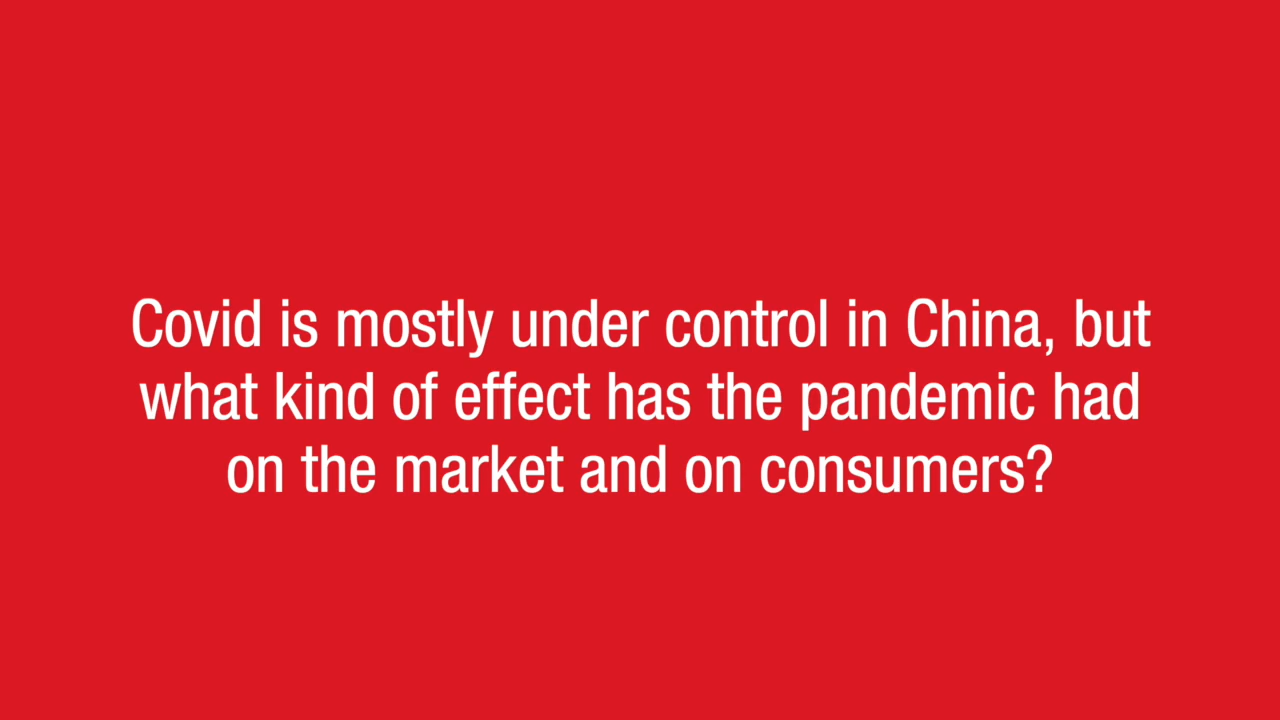 Covid is mostly under control in China, but
what kind of effect has the pandemic had
on the market and on consumers?